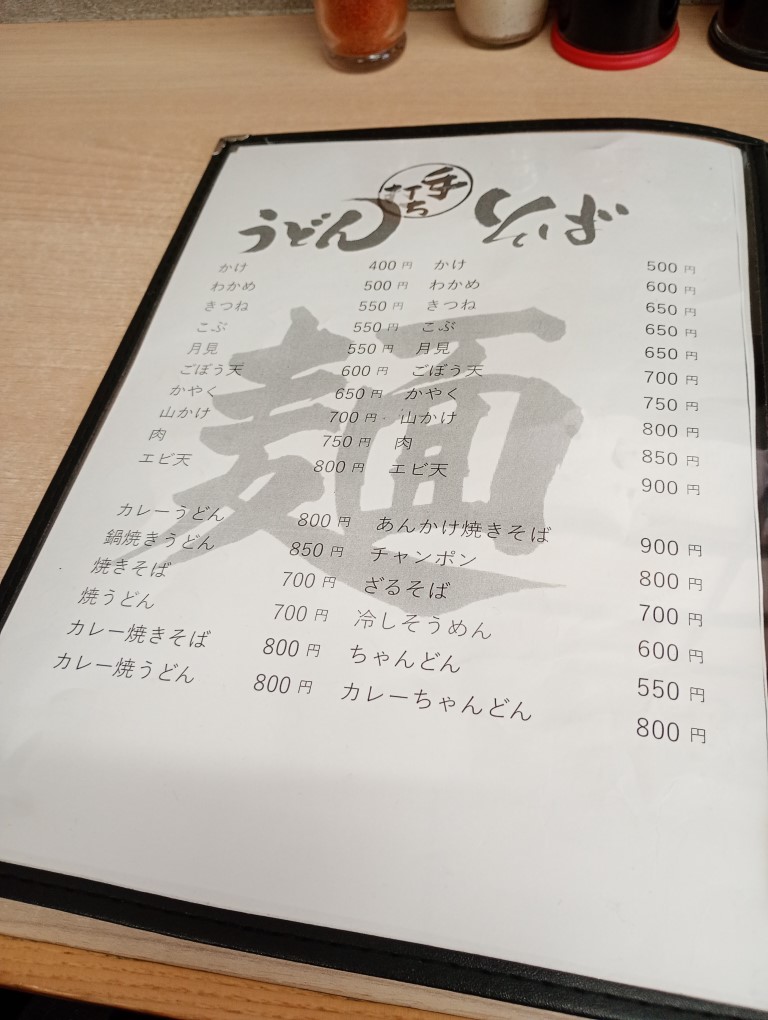 手打ち
うどん そば
かけ 400円 かけ 500円
わかめ 500円 わかめ 600円
きつね 550円 きつね 650円
こぶ 550円 こぶ 650円
月見 550円 月見 650円
ごぼう天 600円 ごぼう天 700円
かやく 650円 かやく 750円
山かけ 700円 山かけ 800円
肉 750円 肉 850円
エビ天 800円 エビ天 900円
カレーうどん 800円 あんかけ焼きそば 900円
鍋焼きうどん 850円 チャンポン 800円
焼きそば 700円 ざるそば 700円
焼うどん 700円 冷しそうめん 600円
カレー焼きそば 800円 ちゃんどん 550円
カレー焼うどん 800円 カレーちゃんどん 800円
麺